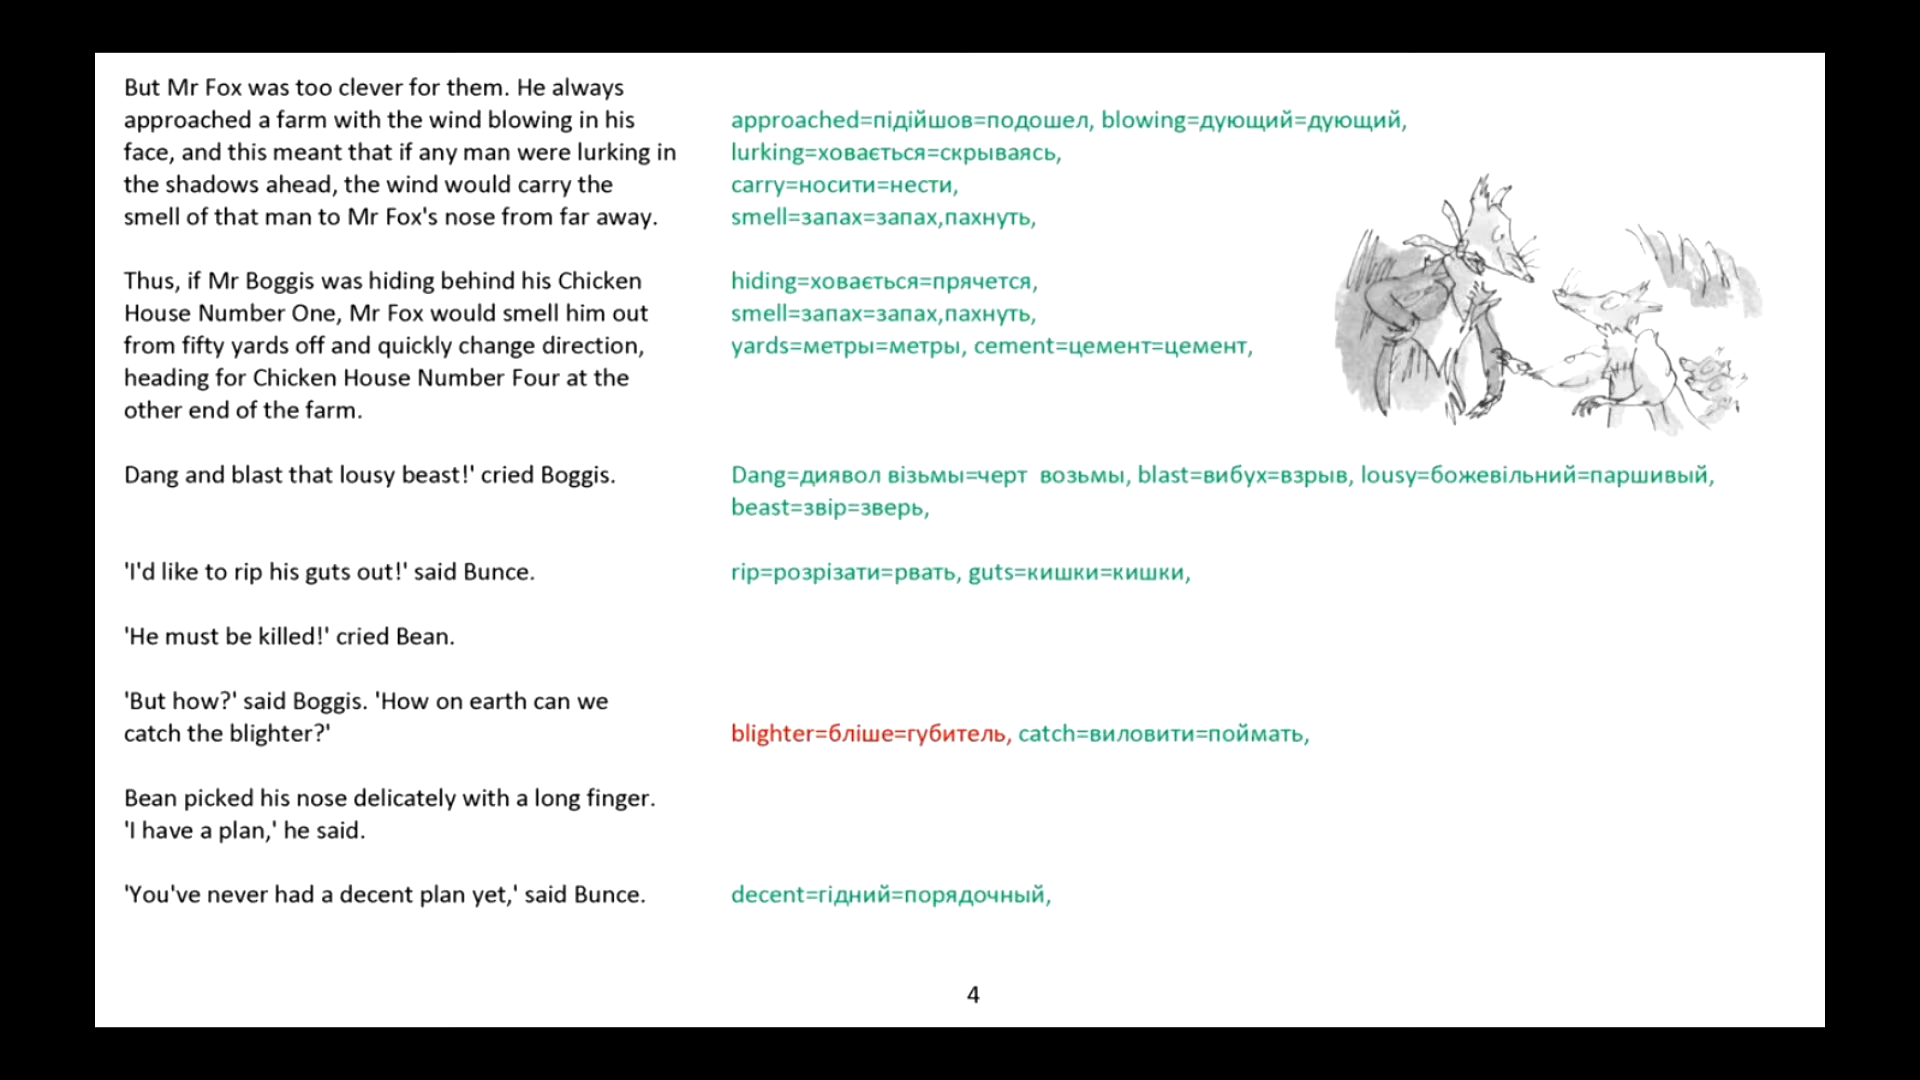 But Mr Fox was too clever for them. He always
approached a farm with the wind blowing in his
face, and this meant that if any man were lurking in
the shadows ahead, the wind would carry the
smell of that man to Mr Fox's nose from far away.
approached=підійшов=подошел, blowing=дующий=дующий,
lurking=ховається=скрываясь,
carry=носити=нести,
smell=запах=запах,пахнуть,
Thus, if Mr Boggis was hiding behind his Chicken
House Number One, Mr Fox would smell him out
from fifty yards off and quickly change direction,
heading for Chicken House Number Four at the
other end of the farm.
hiding=ховається=прячется,
smell=запах=запах,пахнуть,
yards=метры=метры, cement=цемент=цемент,
Dang and blast that lousy beast!' cried Boggis.
Dang=диявол візьмы=черт  возьмы, blast=вибух=взрыв, lousy=божевільний=паршивый,
beast=звір=зверь,
'I'd like to rip his guts out!' said Bunce.
rip=розрізати=рвать, guts=кишки=кишки,
'He must be killed!' cried Bean.
'But how?' said Boggis. 'How on earth can we
catch the blighter?'
blighter=бліше=губитель, catch=виловити=поймать,
Bean picked his nose delicately with a long finger.
'I have a plan,' he said.
'You've never had a decent plan yet,' said Bunce.
decent=гідний=порядочный,
4